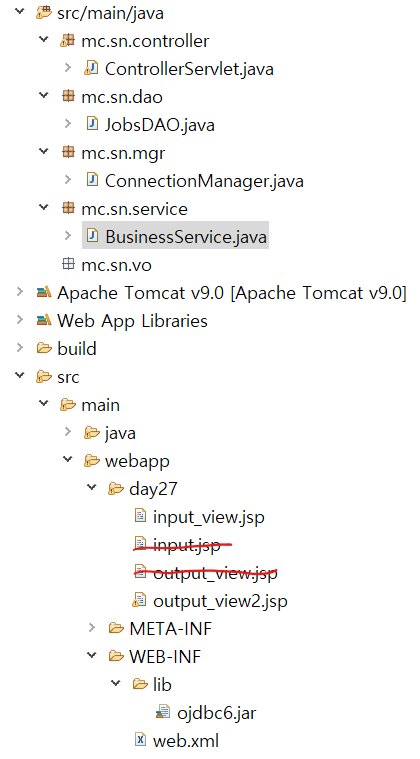 src/main/java
mc.sn.controller
ControllerServlet.java
mc.sn.dao
JobsDAO.java
mc.sn.mgr
ConnectionManager.java
mc.sn.service
BusinessService.java
mc.sn.vo
Apache Tomcat v9.0 [Apache Tomcat v9.0]
Web App Libraries
build
src
main
java
webapp
day27
input_view.jsp
input.jsp
output_view.jsp
output_view2.jsp
META-INF
WEB-INF
lib
ojdbc6.jar
web.xml